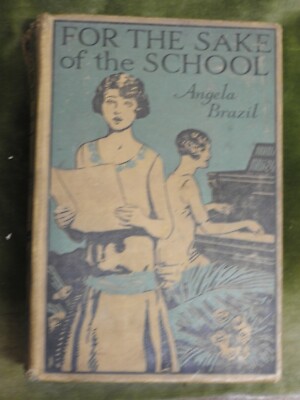 FOR THE SAKE
of the SCHOOL
Angela
Brazil